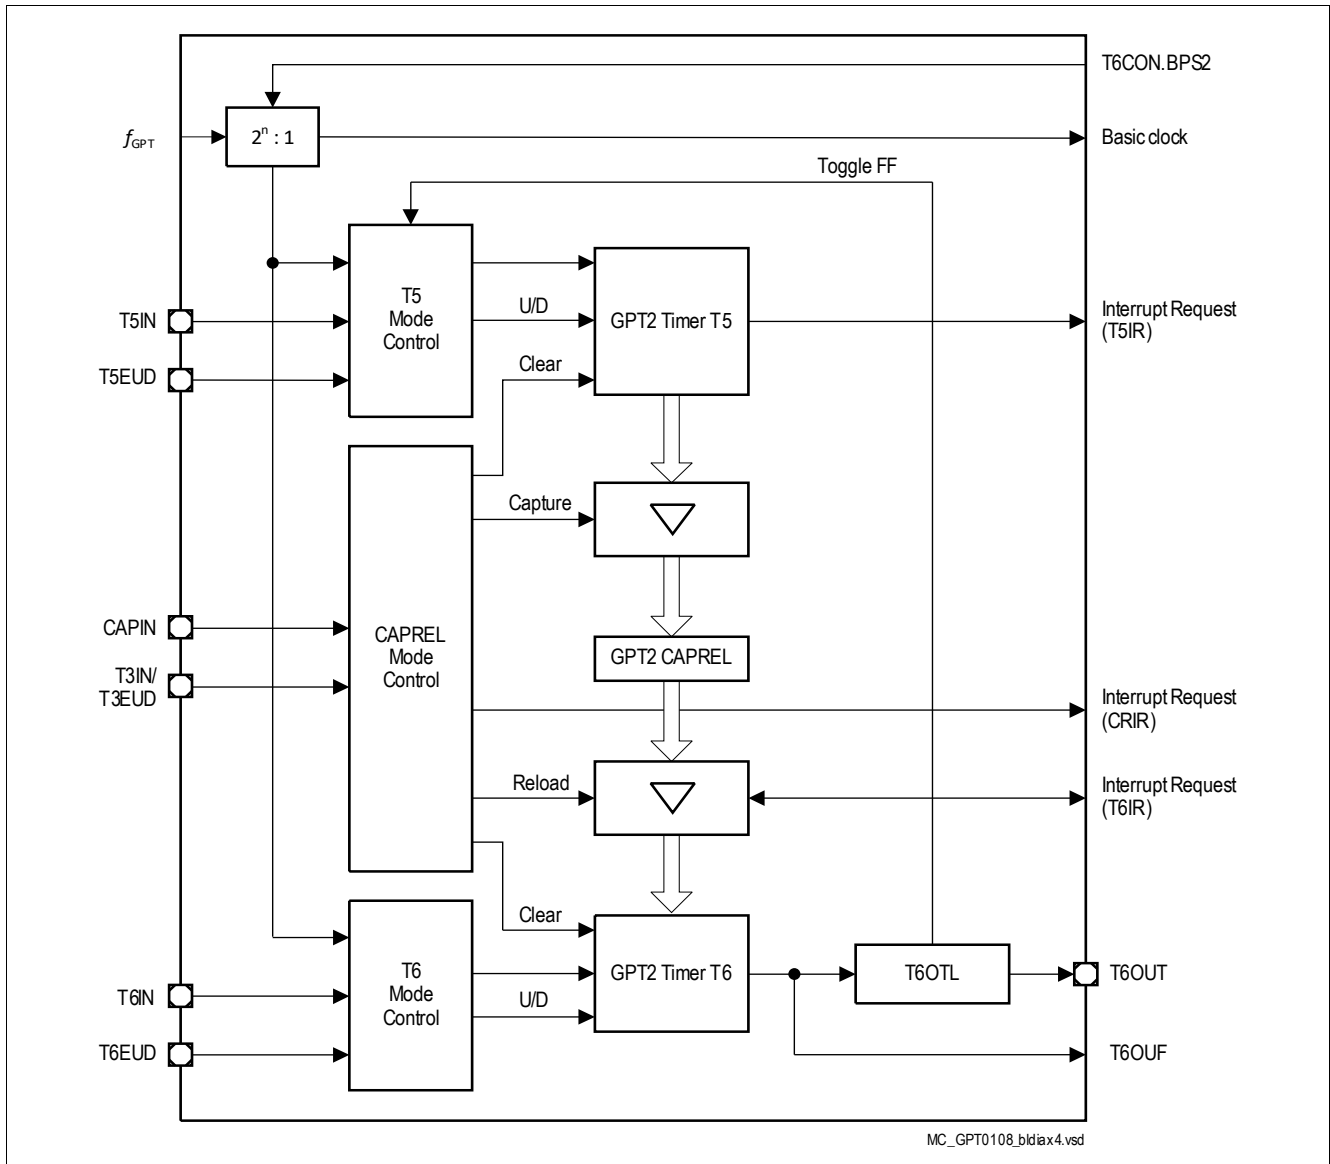 T6CON.BPS2
fGPT
2ⁿ : 1
Basic clock
Toggle FF
T5
Mode
Control
U/D
GPT2 Timer T5
T5IN
Interrupt Request
(T5IR)
Clear
T5EUD
Capture
CAPIN
CAPREL
Mode
Control
GPT2 CAPREL
T3IN/
T3EUD
Interrupt Request
(CRIR)
Reload
Interrupt Request
(T6IR)
Clear
T6
Mode
Control
GPT2 Timer T6
T6OTL
T6OUT
T6IN
U/D
T6EUD
T6OUF
MC_GPT0108_bldiax4.vsd